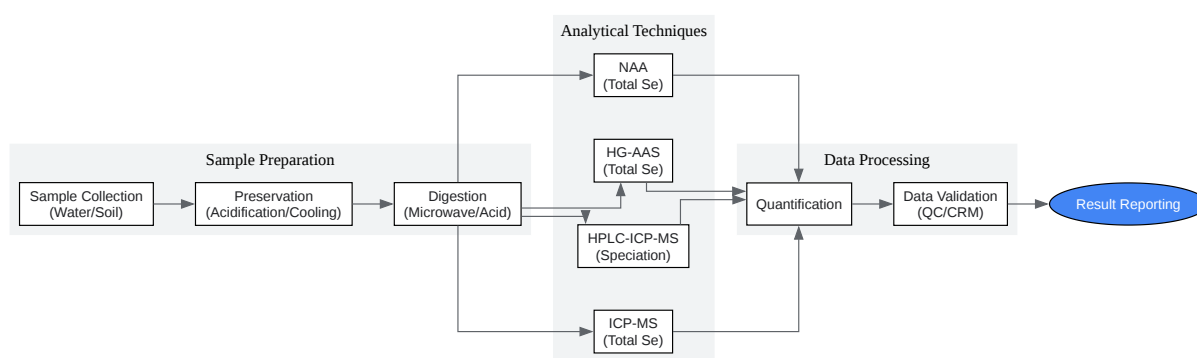 Analytical Techniques
NAA
(Total Se)
HG-AAS
(Total Se)
Sample Preparation
Data Processing
Sample Collection
(Water/Soil)
Preservation
(Acidification/Cooling)
Digestion
(Microwave/Acid)
Quantification
Data Validation
(QC/CRM)
Result Reporting
HPLC-ICP-MS
(Speciation)
ICP-MS
(Total Se)